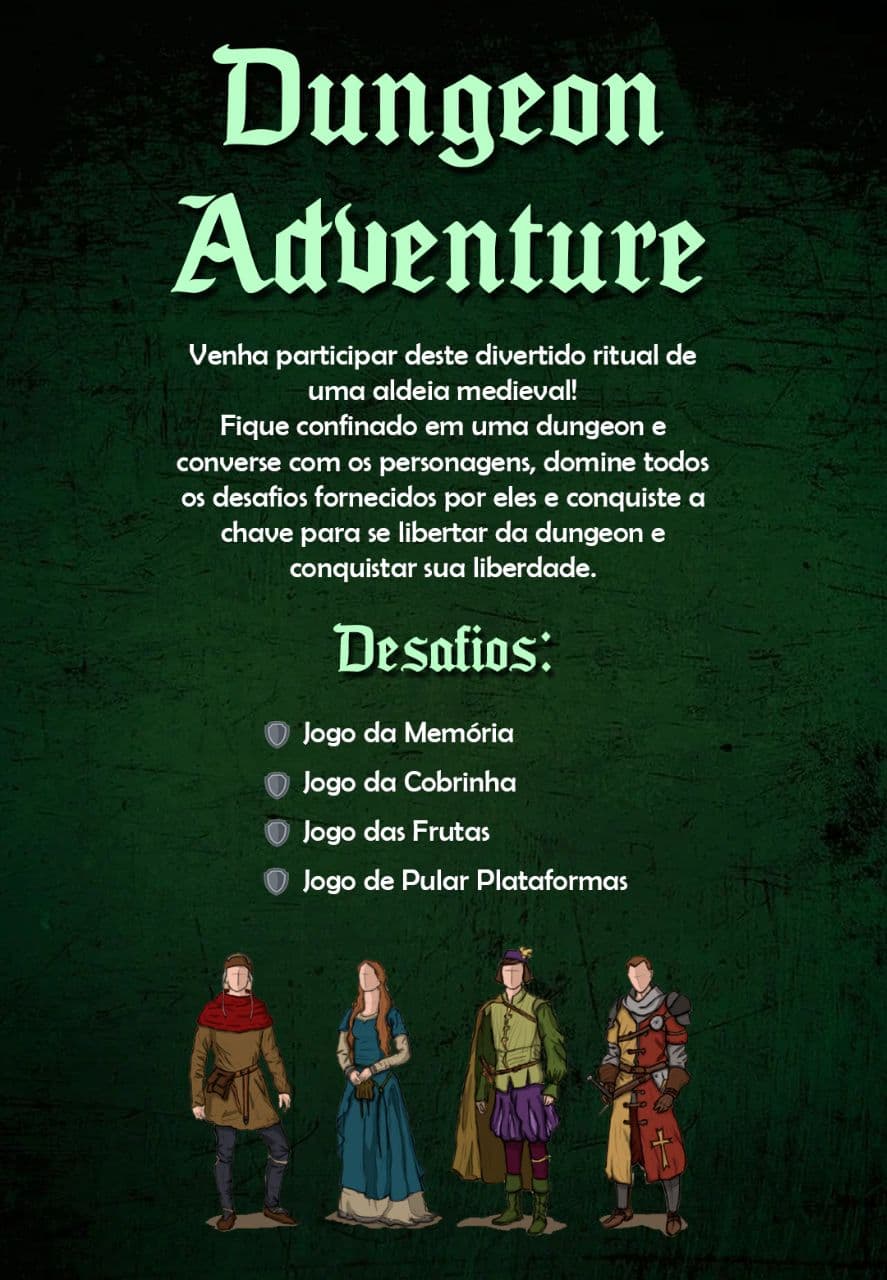 Dungeon
Adventure
Venha participar deste divertido ritual de
uma aldeia medieval!
Fique confinado em uma dungeon e
converse com os personagens, domine todos
os desafios fornecidos por eles e conquiste a
chave para se libertar da dungeon e
conquistar sua liberdade.
Desafios:
Jogo da Memória
Jogo da Cobrinha
Jogo das Frutas
Jogo de Pular Plataformas